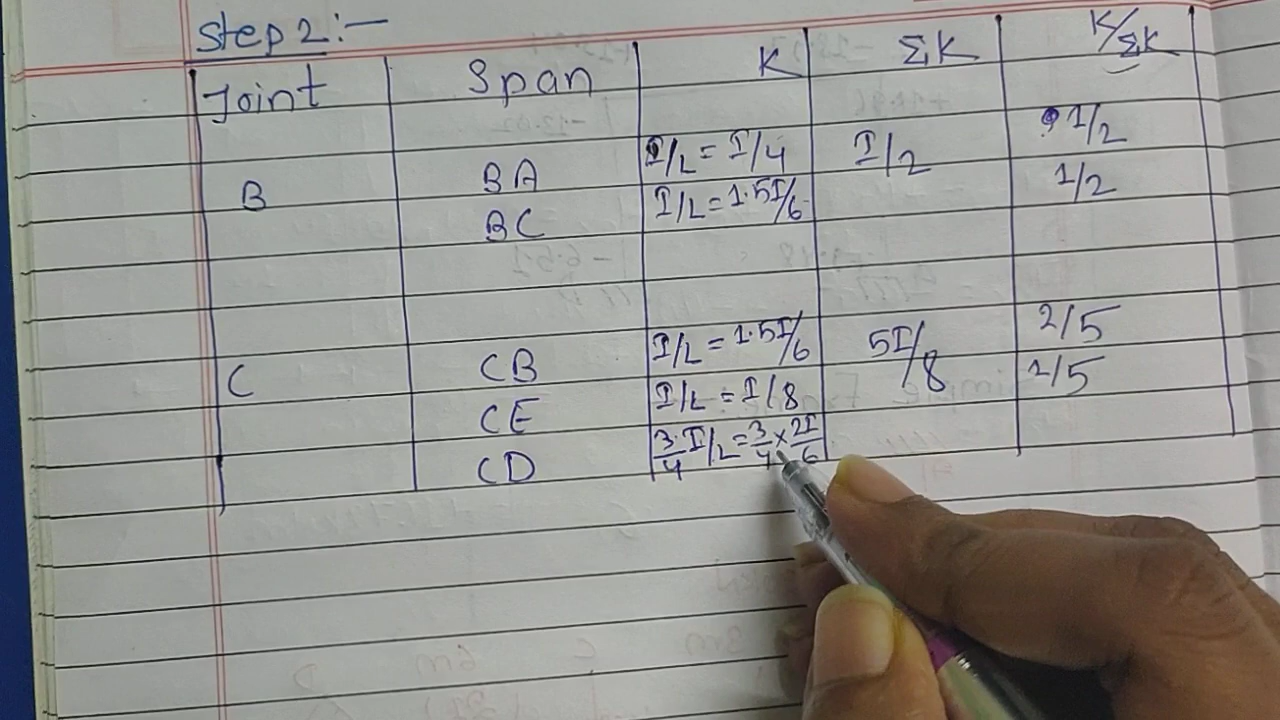 Step 2:-
Joint Span K ΣK K/ΣK
B BA I/L = I/4 I/2 1/2
BC I/L = 1.5I/6 1/2
C CB I/L = 1.5I/6 5I/8 2/5
CE I/L = I/8 1/5
CD 3/4 I/L = 3/4 × 2I/6